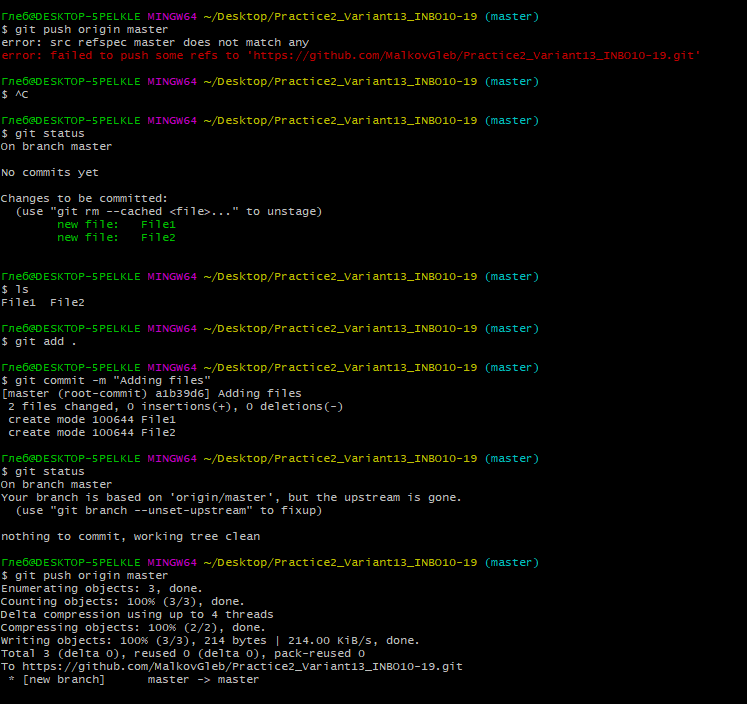 Глеб@DESKTOP-5PELKLE MINGW64 ~/Desktop/Practice2_Variant13_INBO10-19 (master)
$ git push origin master
error: src refspec master does not match any
error: failed to push some refs to 'https://github.com/MalkovGleb/Practice2_Variant13_INBO10-19.git'
Глеб@DESKTOP-5PELKLE MINGW64 ~/Desktop/Practice2_Variant13_INBO10-19 (master)
$ ^C
Глеб@DESKTOP-5PELKLE MINGW64 ~/Desktop/Practice2_Variant13_INBO10-19 (master)
$ git status
On branch master
No commits yet
Changes to be committed:
  (use "git rm --cached <file>..." to unstage)
        new file:   File1
        new file:   File2
Глеб@DESKTOP-5PELKLE MINGW64 ~/Desktop/Practice2_Variant13_INBO10-19 (master)
$ ls
File1  File2
Глеб@DESKTOP-5PELKLE MINGW64 ~/Desktop/Practice2_Variant13_INBO10-19 (master)
$ git add .
Глеб@DESKTOP-5PELKLE MINGW64 ~/Desktop/Practice2_Variant13_INBO10-19 (master)
$ git commit -m "Adding files"
[master (root-commit) a1b39d6] Adding files
 2 files changed, 0 insertions(+), 0 deletions(-)
 create mode 100644 File1
 create mode 100644 File2
Глеб@DESKTOP-5PELKLE MINGW64 ~/Desktop/Practice2_Variant13_INBO10-19 (master)
$ git status
On branch master
Your branch is based on 'origin/master', but the upstream is gone.
  (use "git branch --unset-upstream" to fixup)
nothing to commit, working tree clean
Глеб@DESKTOP-5PELKLE MINGW64 ~/Desktop/Practice2_Variant13_INBO10-19 (master)
$ git push origin master
Enumerating objects: 3, done.
Counting objects: 100% (3/3), done.
Delta compression using up to 4 threads
Compressing objects: 100% (2/2), done.
Writing objects: 100% (3/3), 214 bytes | 214.00 KiB/s, done.
Total 3 (delta 0), reused 0 (delta 0), pack-reused 0
To https://github.com/MalkovGleb/Practice2_Variant13_INBO10-19.git
 * [new branch]      master -> master